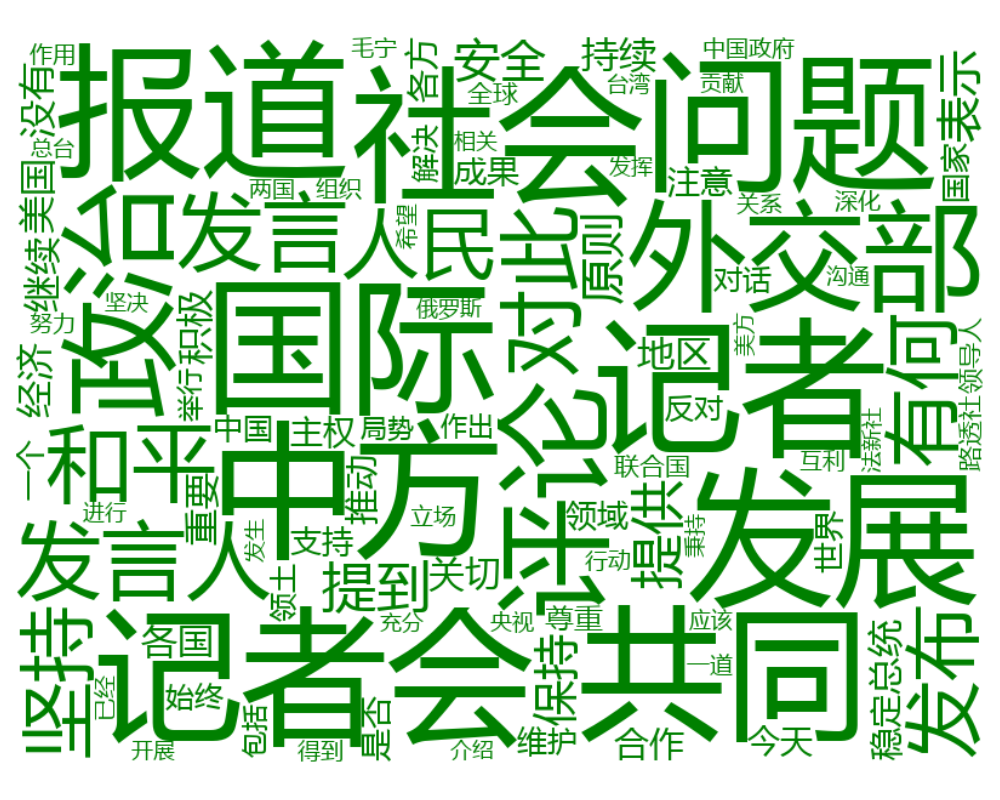 作用
毛宁
各方
安全
持续
中国政府
报道
社会
问题
没有
总台
全球
台湾
贡献
表示
相关
解决
成果
发挥
注意
国家
美国
两国
组织
希望
关系
深化
政治
发言
人民
对此
原则
外交部
继续
坚决
努力
国际
俄罗斯
对话
沟通
积极
举行
地区
记者
美方
有何
领导人
经济
中国
主权
局势
作出
评论
反对
法新社
路透社
一个
和平
中方
推动
联合国
互利
重要
进行
立场
领域
提供
秉持
发展
世界
发言人
发生
支持
领土
提到
关切
行动
坚持
记者会
各国
充分
央视
尊重
应该
共同
稳定
总统
发布
已经
始终
保持
一道
包括
是否
开展
得到
介绍
维护
合作
今天